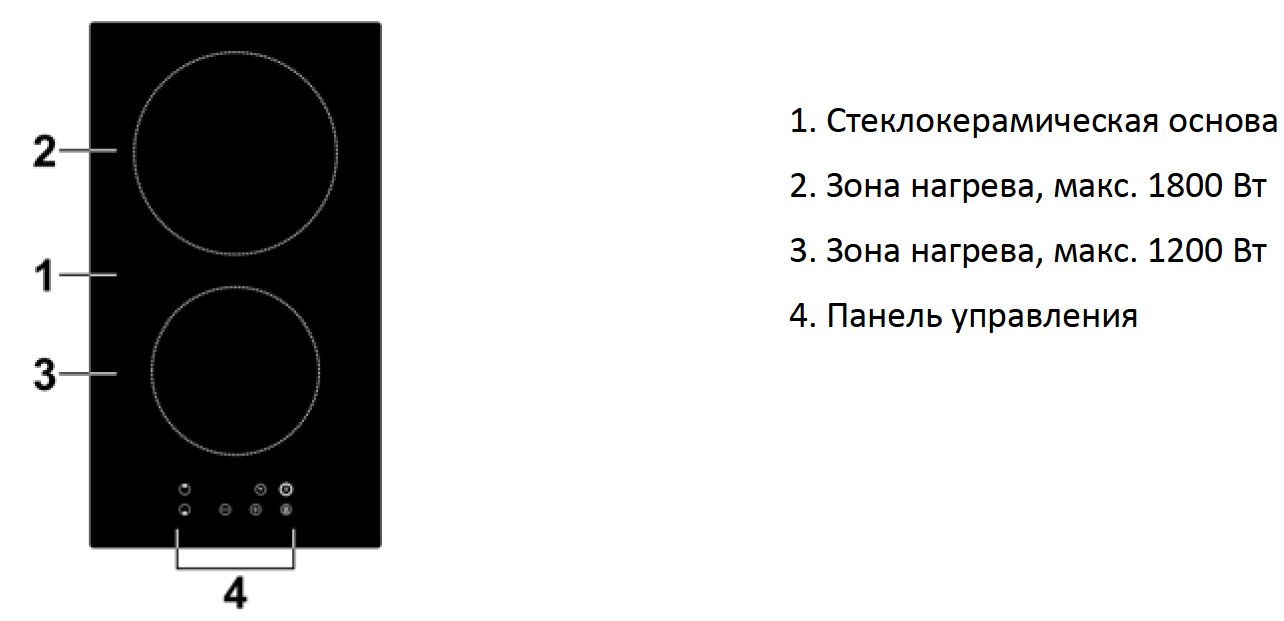 2
1
3
4
1. Стеклокерамическая основа
2. Зона нагрева, макс. 1800 Вт
3. Зона нагрева, макс. 1200 Вт
4. Панель управления